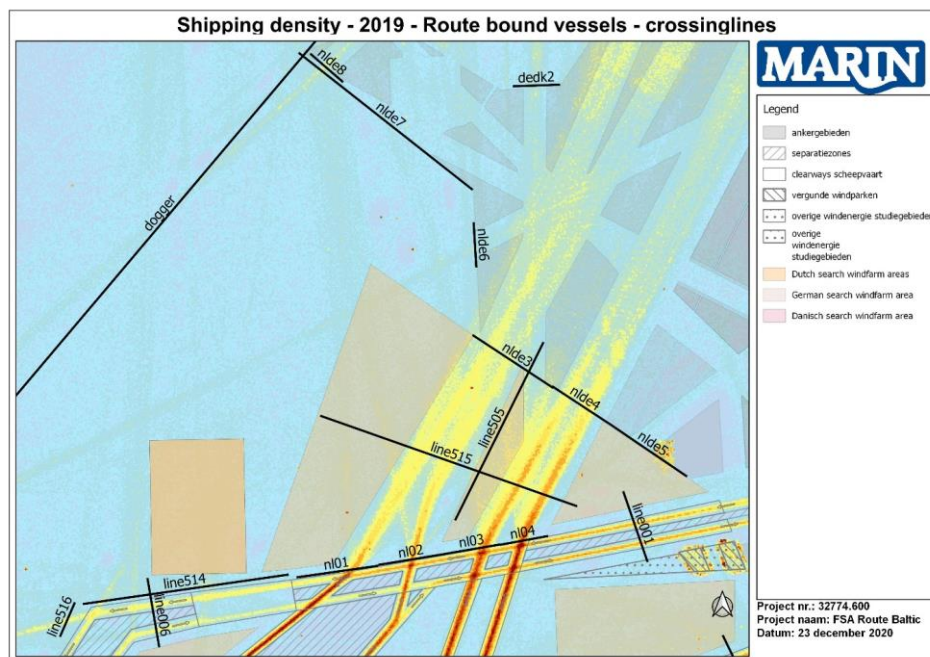 Shipping density - 2019 - Route bound vessels - crossinglines
MARIN
Legend
ankergebieden
separatiezones
clearways scheepvaart
vergunde windparken
overige windenergie studiegebieden
overige
windenergie
studiegebieden
Dutch search windfarm areas
German search windfarm area
Danisch search windfarm area
nlde8
dedk2
nlde7
dogger
nlde6
nlde3
nlde4
line505
line515
nlde5
line001
nl04
nl03
nl02
nl01
line514
line006
line516
Project nr.: 32774.600
Project naam: FSA Route Baltic
Datum: 23 december 2020